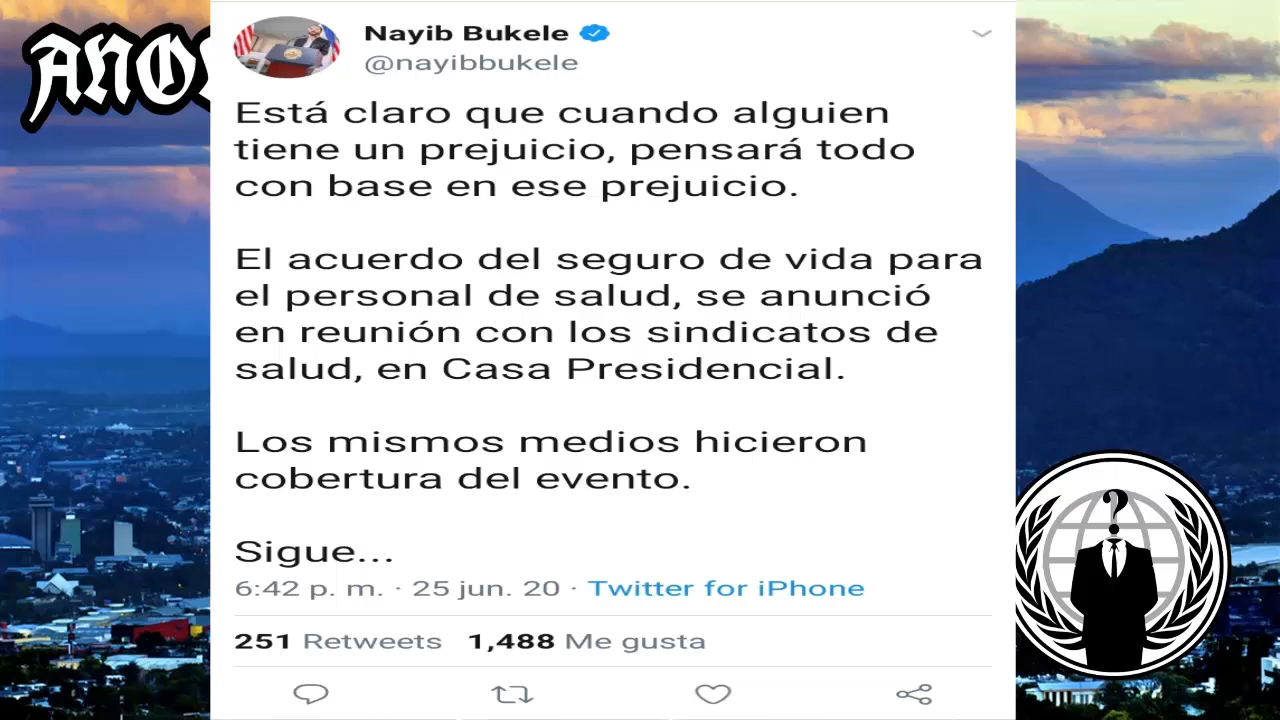 ANO
Nayib Bukele
@nayibbukele
Está claro que cuando alguien
tiene un prejuicio, pensará todo
con base en ese prejuicio.
El acuerdo del seguro de vida para
el personal de salud, se anunció
en reunión con los sindicatos de
salud, en Casa Presidencial.
Los mismos medios hicieron
cobertura del evento.
Sigue...
6:42 p. m. · 25 jun. 20 · Twitter for iPhone
251 Retweets 1,488 Me gusta
?